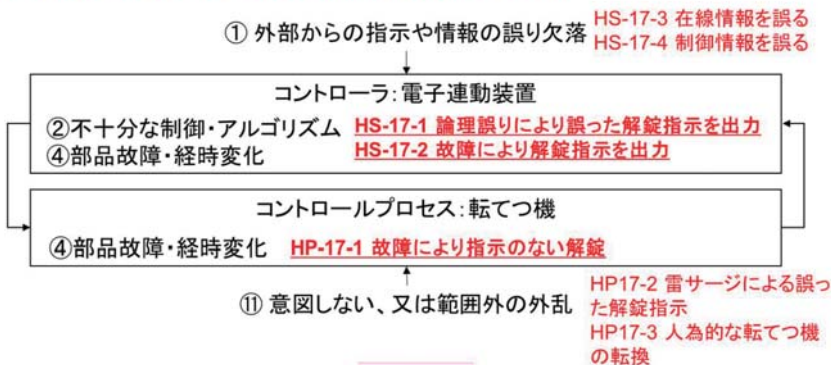 ① 外部からの指示や情報の誤り欠落
HS-17-3 在線情報を誤る
HS-17-4 制御情報を誤る
コントローラ:電子連動装置
②不十分な制御・アルゴリズム
HS-17-1 論理誤りにより誤った解錠指示を出力
④部品故障・経時変化
HS-17-2 故障により解錠指示を出力
コントロールプロセス:転てつ機
④部品故障・経時変化
HP-17-1 故障により指示のない解錠
⑪ 意図しない、又は範囲外の外乱
HP17-2 雷サージによる誤っ
た解錠指示
HP17-3 人為的な転てつ機
の転換